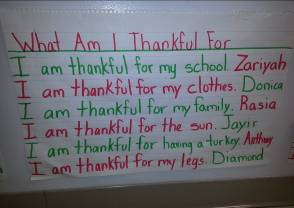 What Am I Thankful For
I am thankful for my school Zariyah
I am thankful for my clothes. Donica
I am thankful for my family. Rasia
I am thankful for the sun. Jayir
I am thankful for having a turkey. Anthony
I am thankful for my legs. Diamond